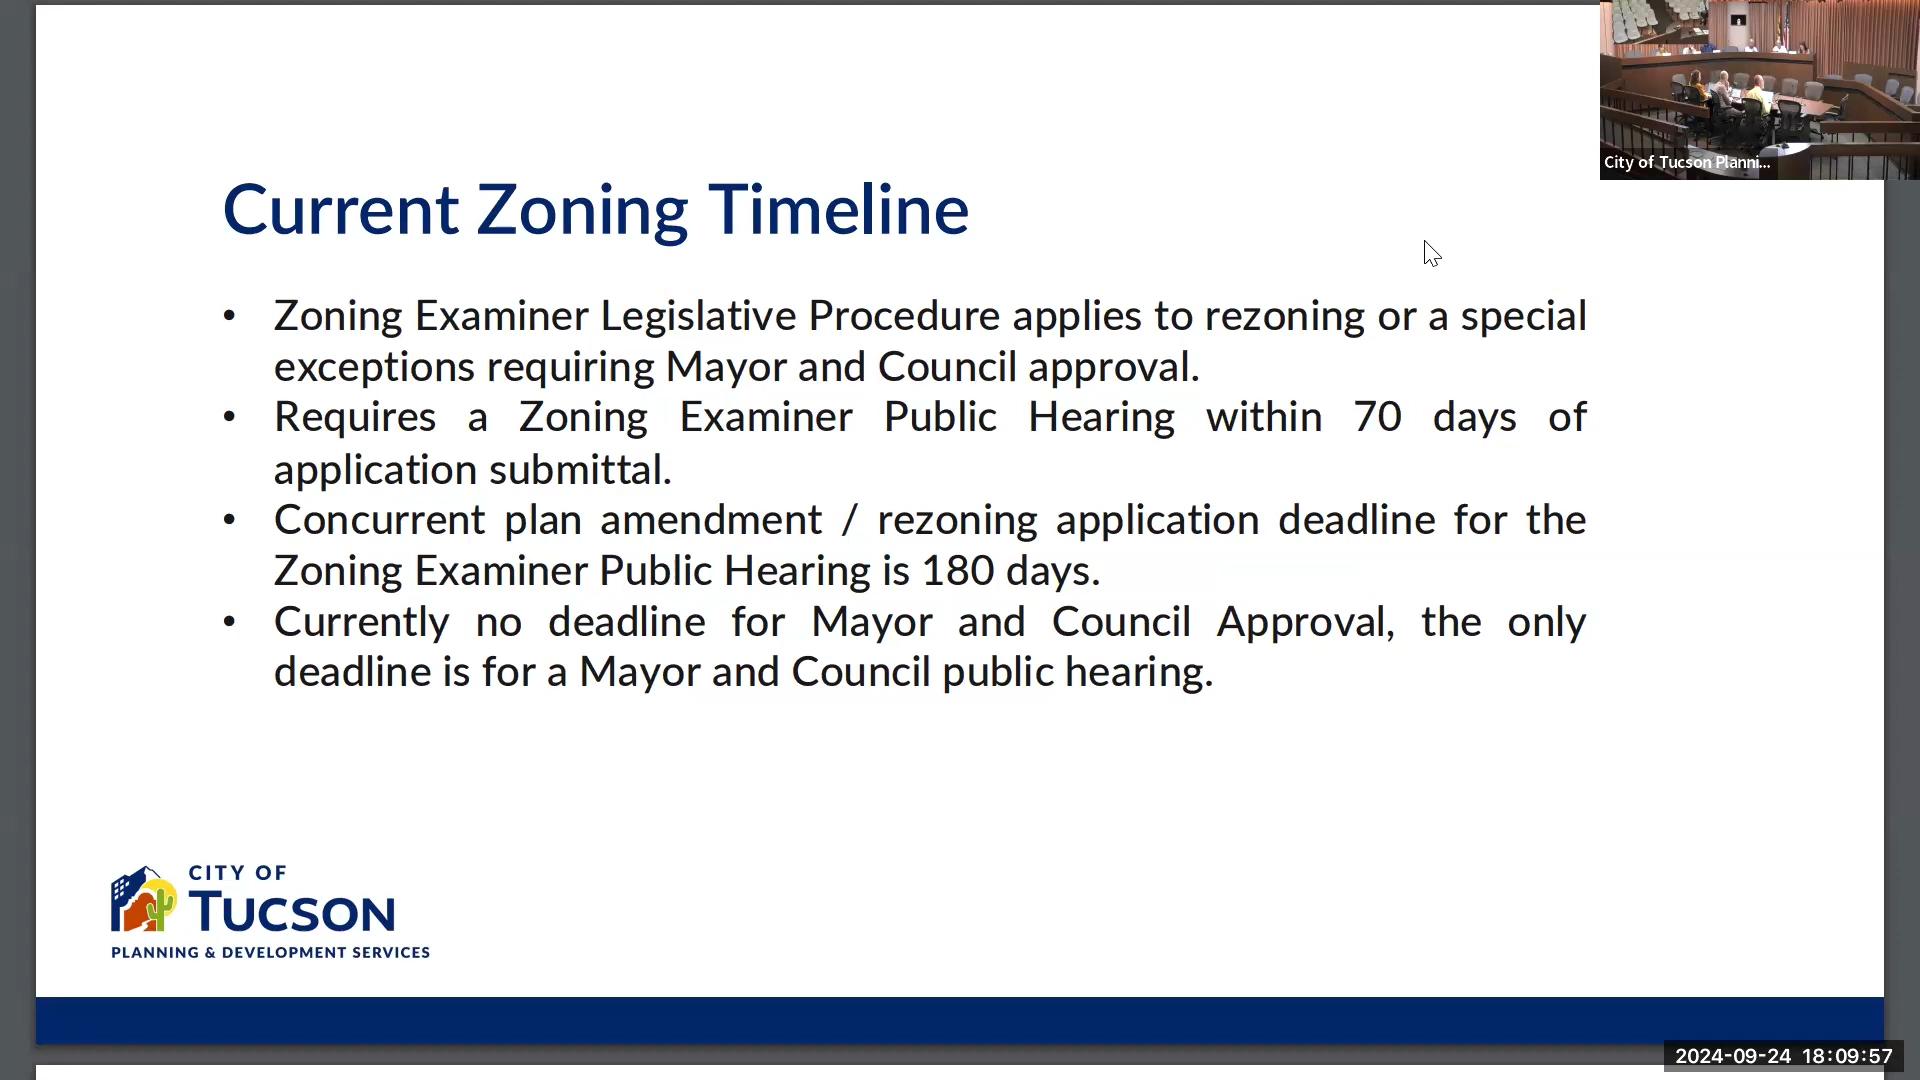 City of Tucson Planni...
Current Zoning Timeline
• Zoning Examiner Legislative Procedure applies to rezoning or a special
exceptions requiring Mayor and Council approval.
• Requires a Zoning Examiner Public Hearing within 70 days of
application submittal.
• Concurrent plan amendment / rezoning application deadline for the
Zoning Examiner Public Hearing is 180 days.
• Currently no deadline for Mayor and Council Approval, the only
deadline is for a Mayor and Council public hearing.
CITY OF
TUCSON
PLANNING & DEVELOPMENT SERVICES
2024-09-24 18:09:57